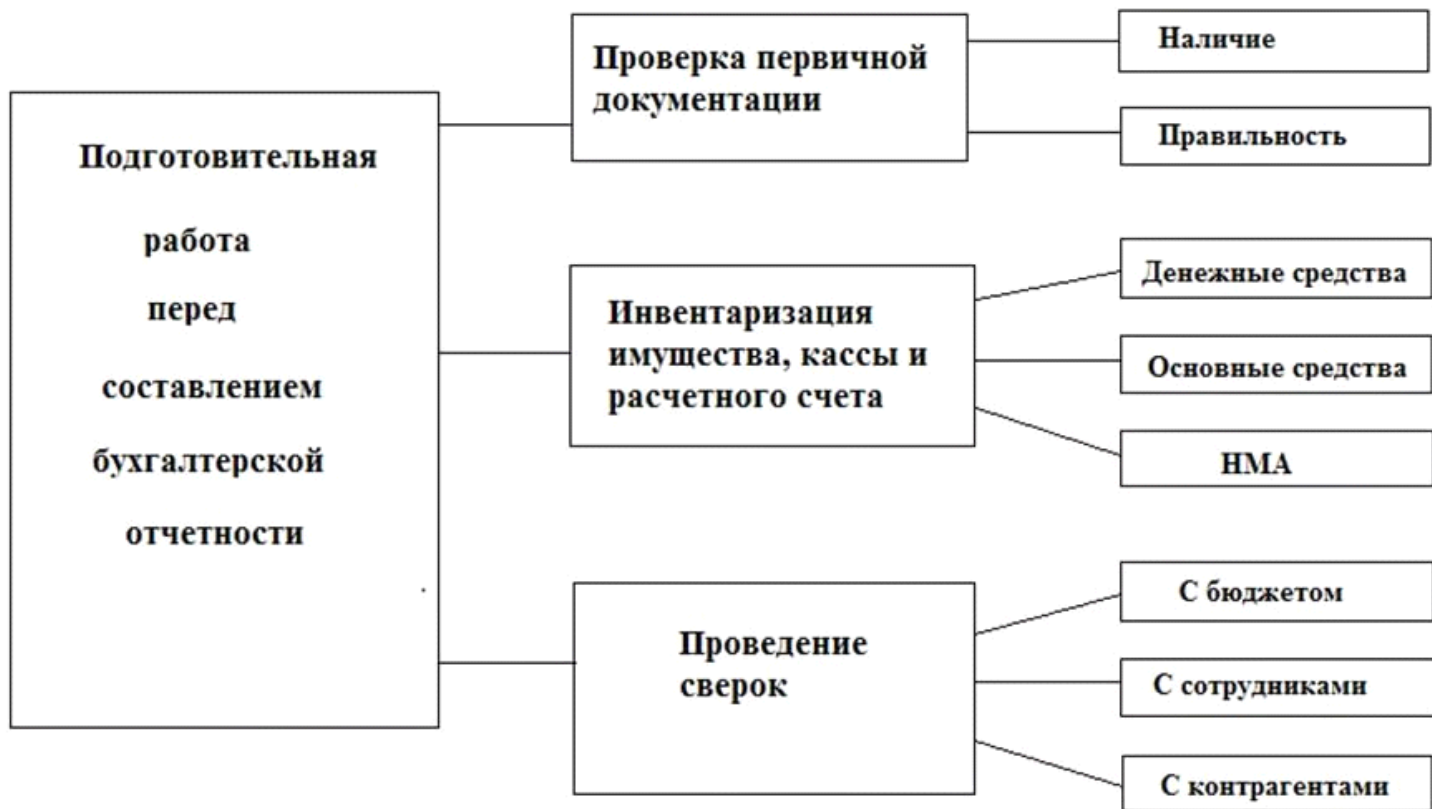 Подготовительная
работа
перед
составлением
бухгалтерской
отчетности
Проверка первичной
документации
Наличие
Правильность
Инвентаризация
имущества, кассы и
расчетного счета
Денежные средства
Основные средства
НМА
Проведение
сверок
С бюджетом
С сотрудниками
С контрагентами